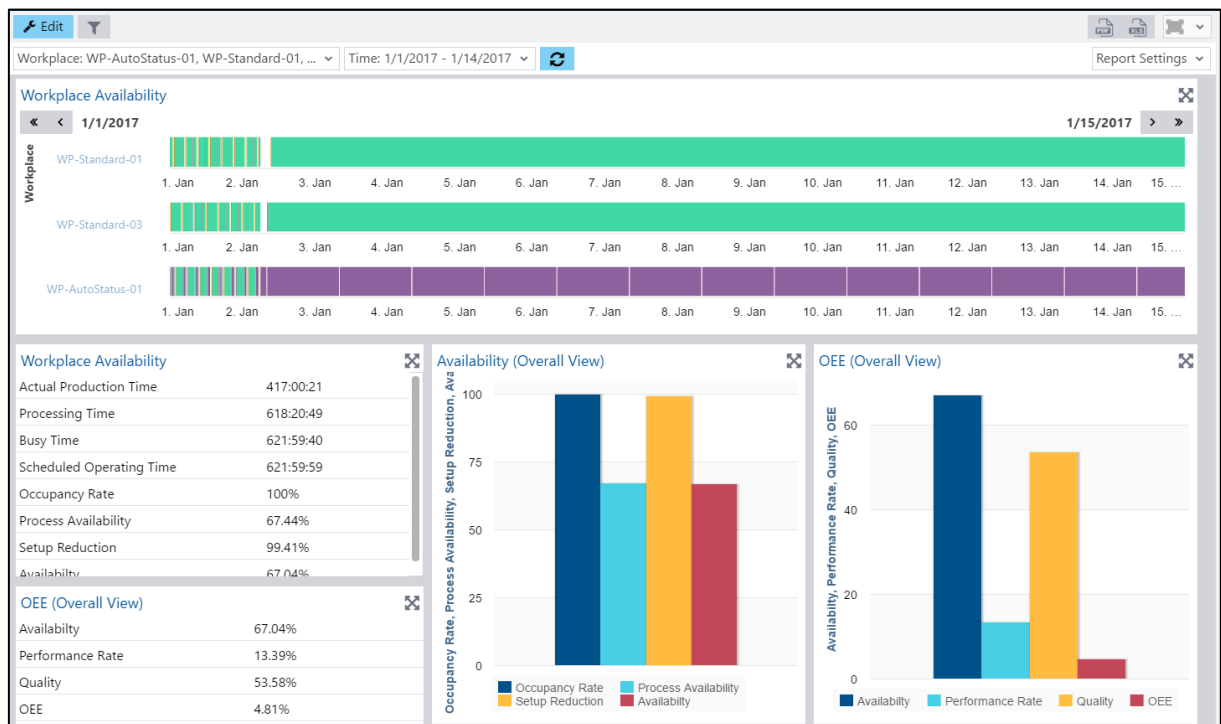 Edit
PDF XLS
Workplace: WP-AutoStatus-01, WP-Standard-01, ... Time: 1/1/2017 - 1/14/2017 Report Settings
Workplace Availability
« ‹ 1/1/2017 1/15/2017 › »
Workplace
WP-Standard-01
1. Jan 2. Jan 3. Jan 4. Jan 5. Jan 6. Jan 7. Jan 8. Jan 9. Jan 10. Jan 11. Jan 12. Jan 13. Jan 14. Jan 15. ...
WP-Standard-03
1. Jan 2. Jan 3. Jan 4. Jan 5. Jan 6. Jan 7. Jan 8. Jan 9. Jan 10. Jan 11. Jan 12. Jan 13. Jan 14. Jan 15. ...
WP-AutoStatus-01
1. Jan 2. Jan 3. Jan 4. Jan 5. Jan 6. Jan 7. Jan 8. Jan 9. Jan 10. Jan 11. Jan 12. Jan 13. Jan 14. Jan 15. ...
Workplace Availability
Actual Production Time 417:00:21
Processing Time 618:20:49
Busy Time 621:59:40
Scheduled Operating Time 621:59:59
Occupancy Rate 100%
Process Availability 67.44%
Setup Reduction 99.41%
Availabilty 67.04%
OEE (Overall View)
Availabilty 67.04%
Performance Rate 13.39%
Quality 53.58%
OEE 4.81%
Availability (Overall View)
Occupancy Rate, Process Availability, Setup Reduction, Ava
100
75
50
25
0
Occupancy Rate Process Availability
Setup Reduction Availabilty
OEE (Overall View)
Availabilty, Performance Rate, Quality, OEE
60
40
20
0
Availabilty Performance Rate Quality OEE